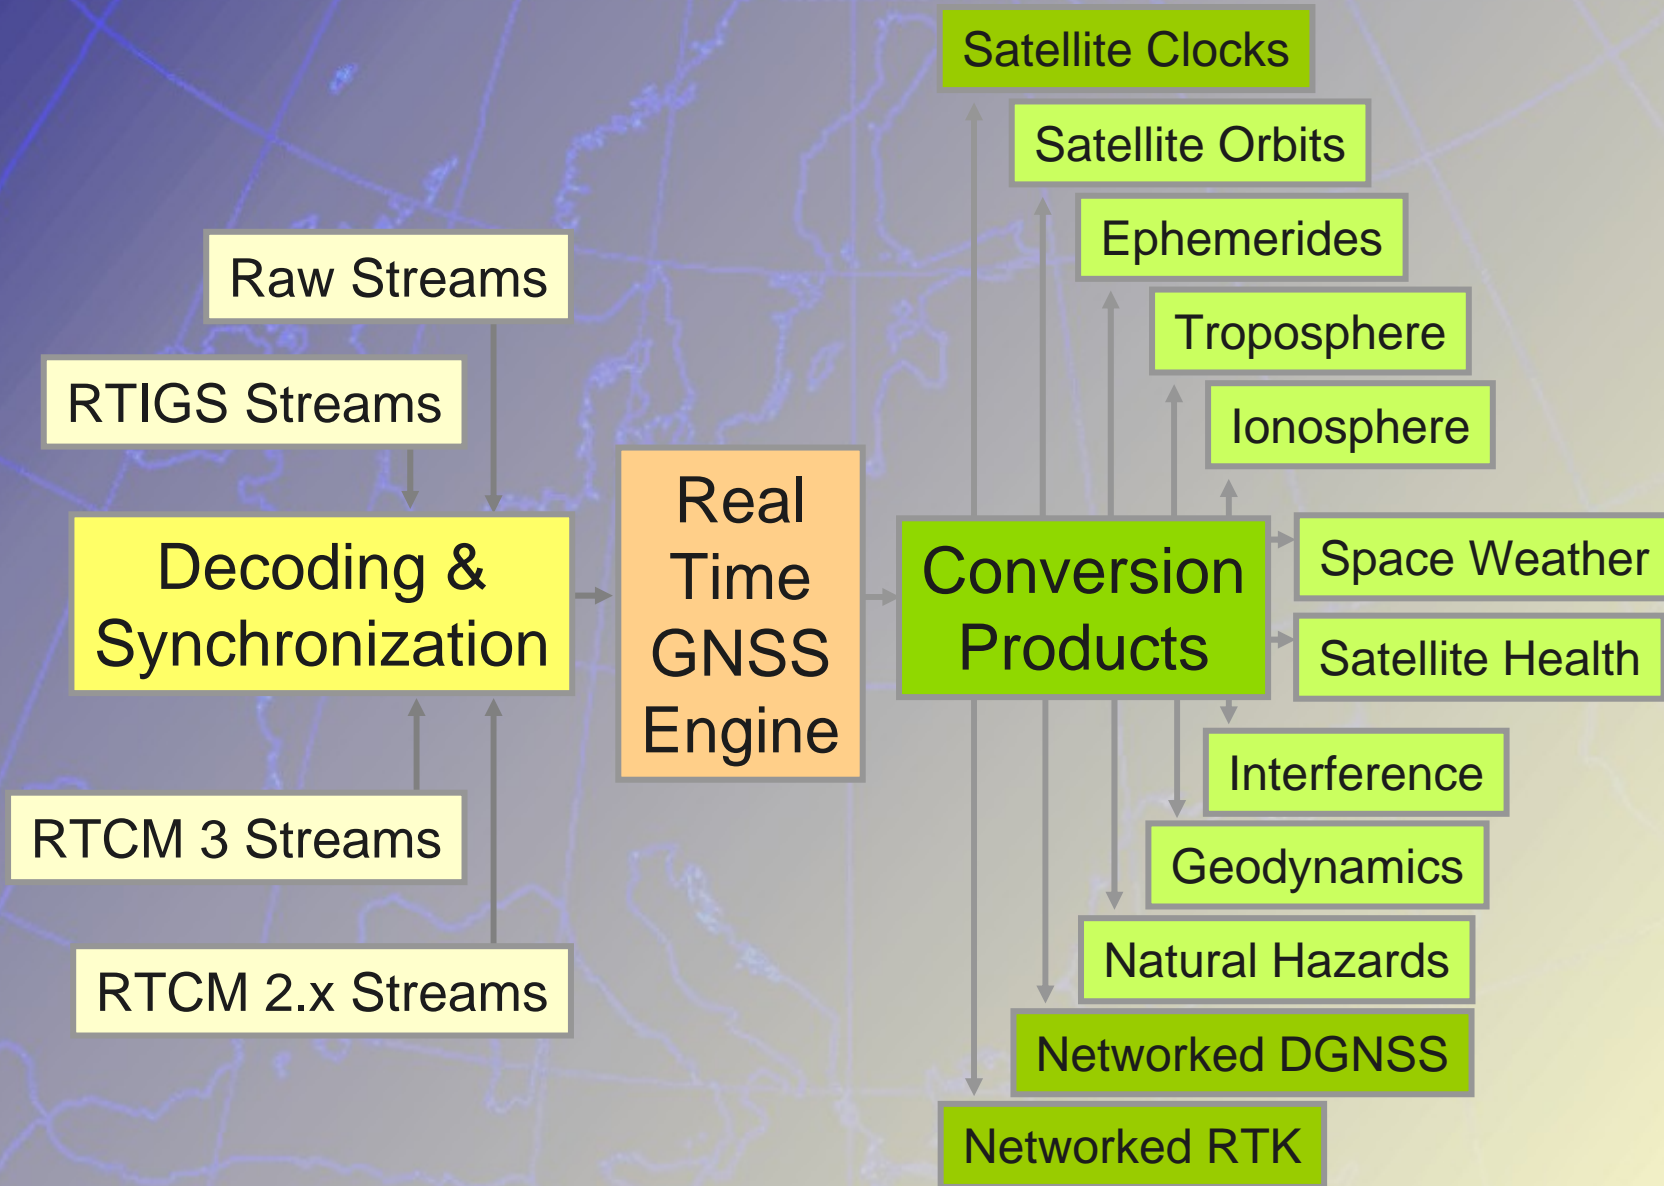 Satellite Clocks
Satellite Orbits
Ephemerides
Troposphere
Ionosphere
Raw Streams
RTIGS Streams
Decoding &
Synchronization
RTCM 3 Streams
RTCM 2.x Streams
Real
Time
GNSS
Engine
Conversion
Products
Space Weather
Satellite Health
Interference
Geodynamics
Natural Hazards
Networked DGNSS
Networked RTK